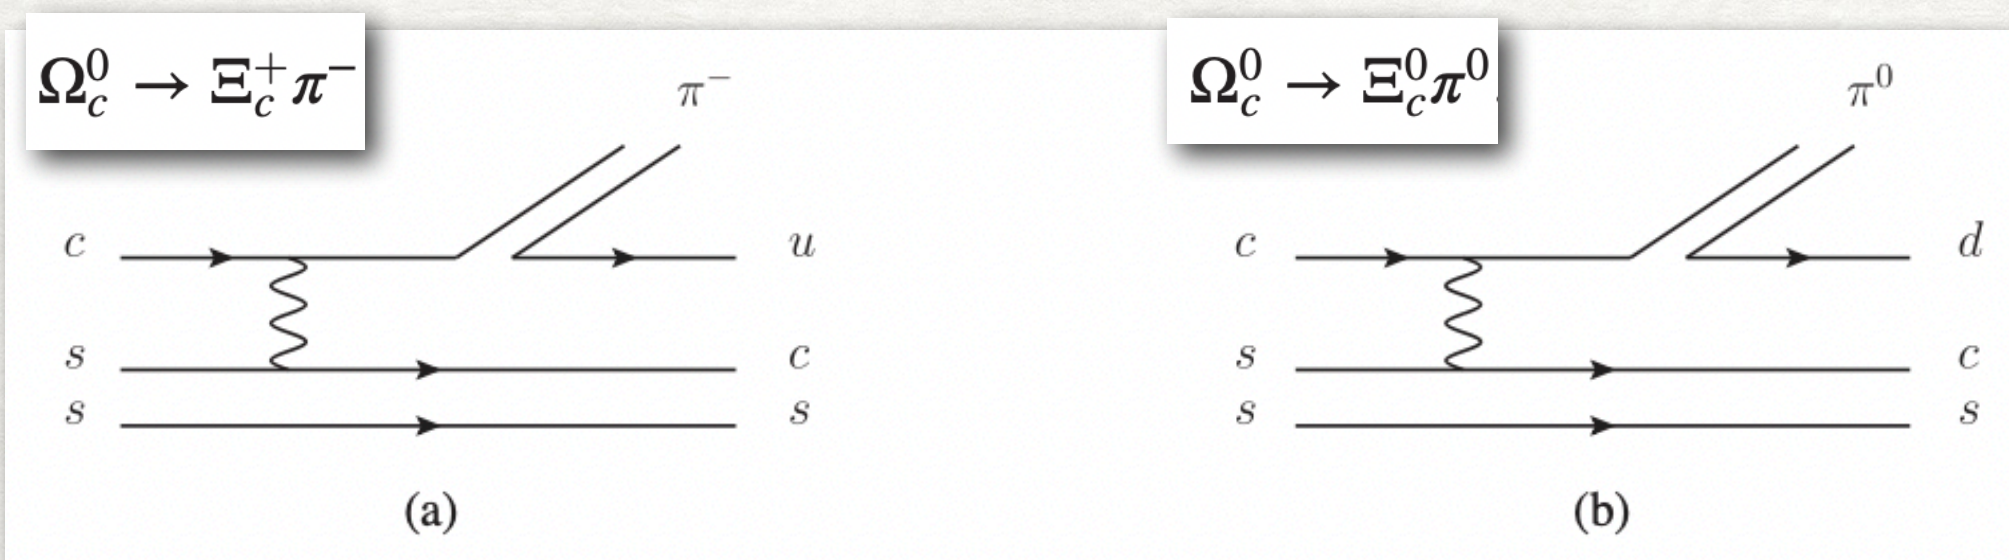 Ω_c^0 → Ξ_c^+ π^−
π^−
c u
s c
s s
(a)
Ω_c^0 → Ξ_c^0 π^0
π^0
c d
s c
s s
(b)